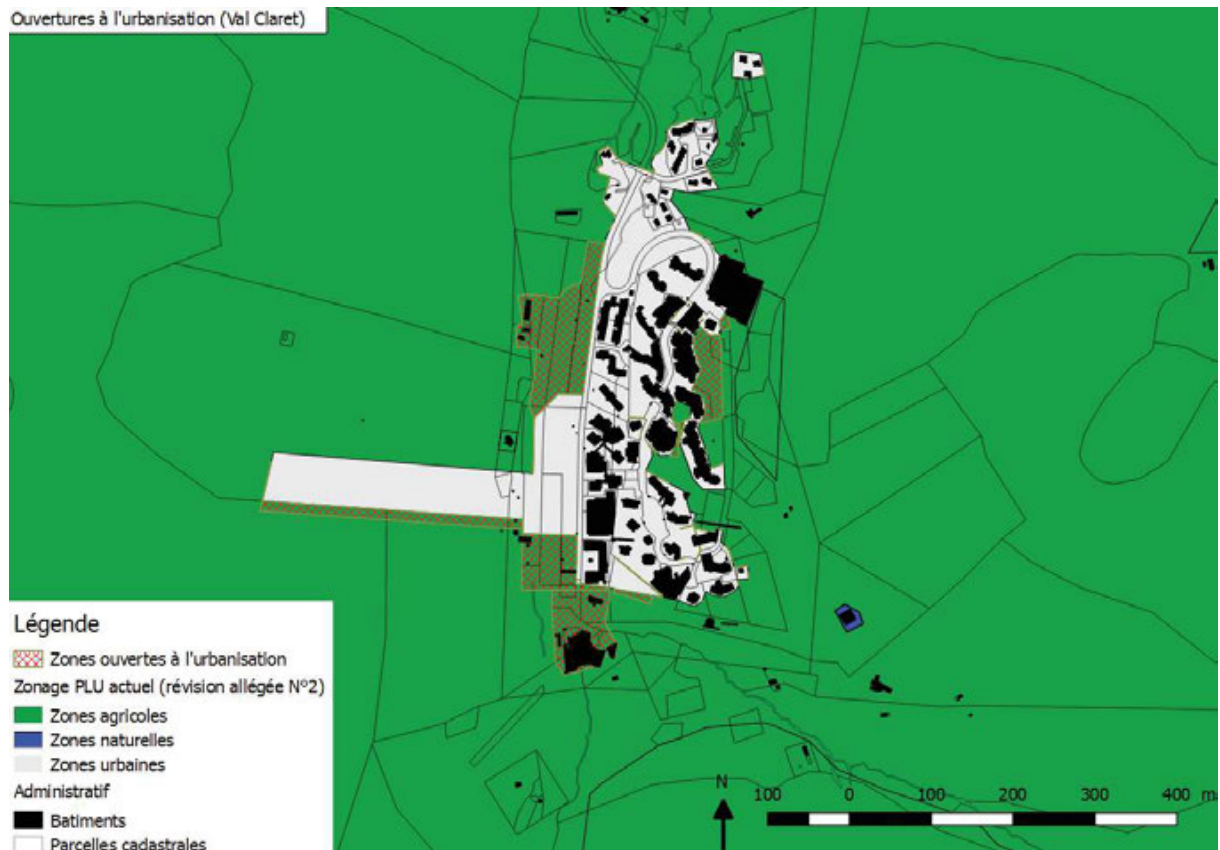 Ouvertures à l'urbanisation (Val Claret)
Légende
Zones ouvertes à l'urbanisation
Zonage PLU actuel (révision allégée N°2)
Zones agricoles
Zones naturelles
Zones urbaines
Administratif
Batiments
Parcelles cadastrales
N
100 0 100 200 300 400 m